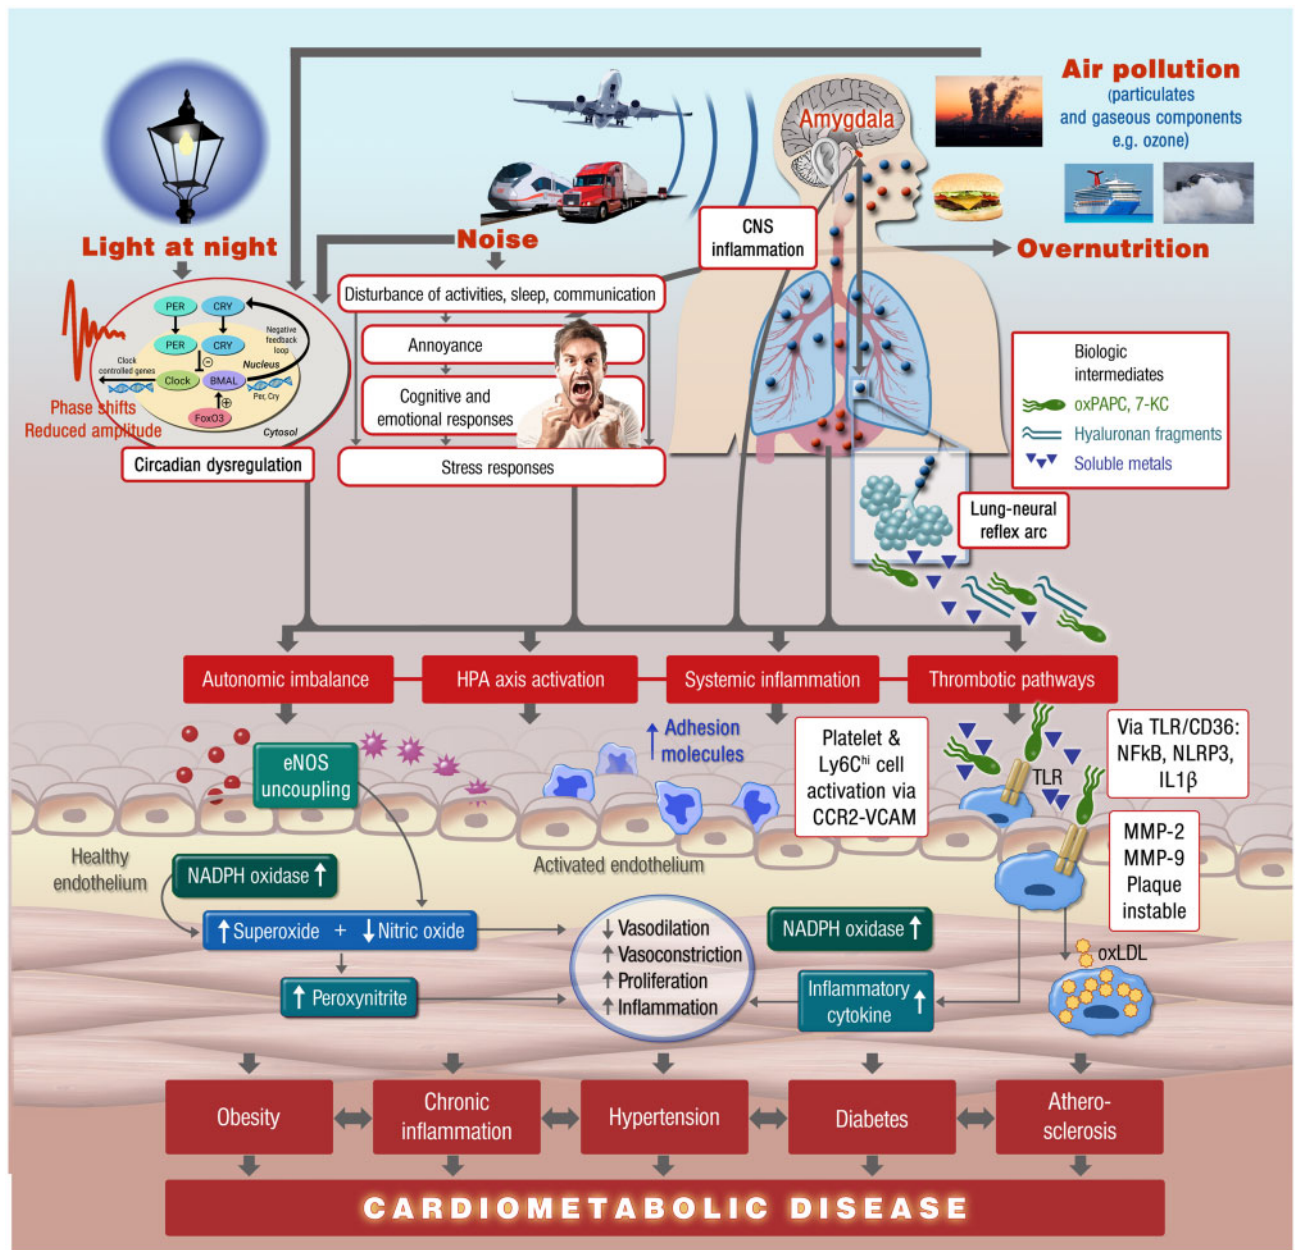 Air pollution
(particulates
and gaseous components
e.g. ozone)
Amygdala
CNS
inflammation
Overnutrition
Light at night
Noise
PER
CRY
PER
CRY
Negative
feedback
loop
Nucleus
Clock
controlled genes
Clock
BMAL
Per, Cry
FoxO3
Cytosol
Phase shifts
Reduced amplitude
Circadian dysregulation
Disturbance of activities, sleep, communication
Annoyance
Cognitive and
emotional responses
Stress responses
Biologic
intermediates
oxPAPC, 7-KC
Hyaluronan fragments
Soluble metals
Lung-neural
reflex arc
Autonomic imbalance
HPA axis activation
Systemic inflammation
Thrombotic pathways
eNOS
uncoupling
↑ Adhesion
molecules
Platelet &
Ly6Chi cell
activation via
CCR2-VCAM
TLR
Via TLR/CD36:
NFkB, NLRP3,
IL1β
MMP-2
MMP-9
Plaque
instable
Healthy
endothelium
Activated endothelium
NADPH oxidase ↑
↑ Superoxide + ↓ Nitric oxide
↑ Peroxynitrite
↓ Vasodilation
↑ Vasoconstriction
↑ Proliferation
↑ Inflammation
NADPH oxidase ↑
Inflammatory
cytokine ↑
oxLDL
Obesity
Chronic
inflammation
Hypertension
Diabetes
Athero-
sclerosis
CARDIOMETABOLIC DISEASE